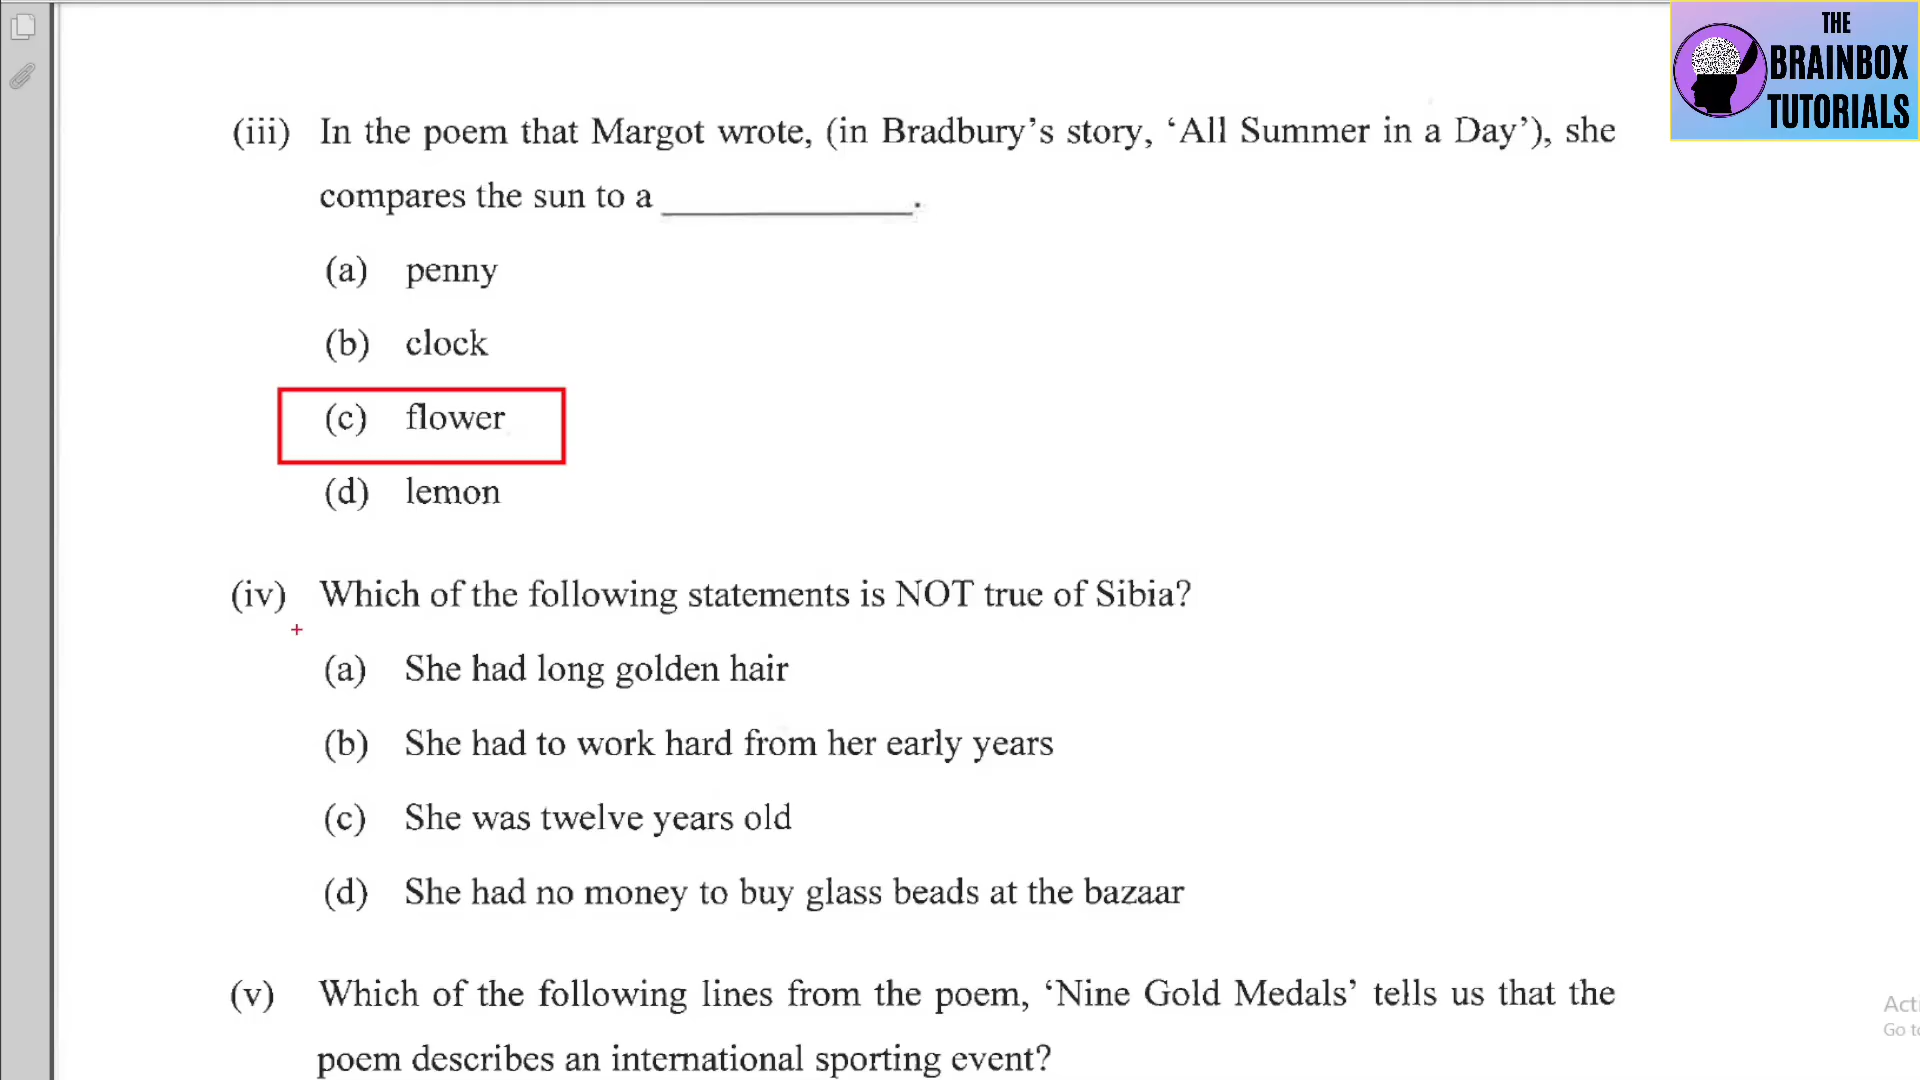 THE
BRAINBOX
TUTORIALS
(iii) In the poem that Margot wrote, (in Bradbury’s story, ‘All Summer in a Day’), she
compares the sun to a ____________.
(a) penny
(b) clock
(c) flower
(d) lemon
(iv) Which of the following statements is NOT true of Sibia?
(a) She had long golden hair
(b) She had to work hard from her early years
(c) She was twelve years old
(d) She had no money to buy glass beads at the bazaar
(v) Which of the following lines from the poem, ‘Nine Gold Medals’ tells us that the
poem describes an international sporting event?
Go